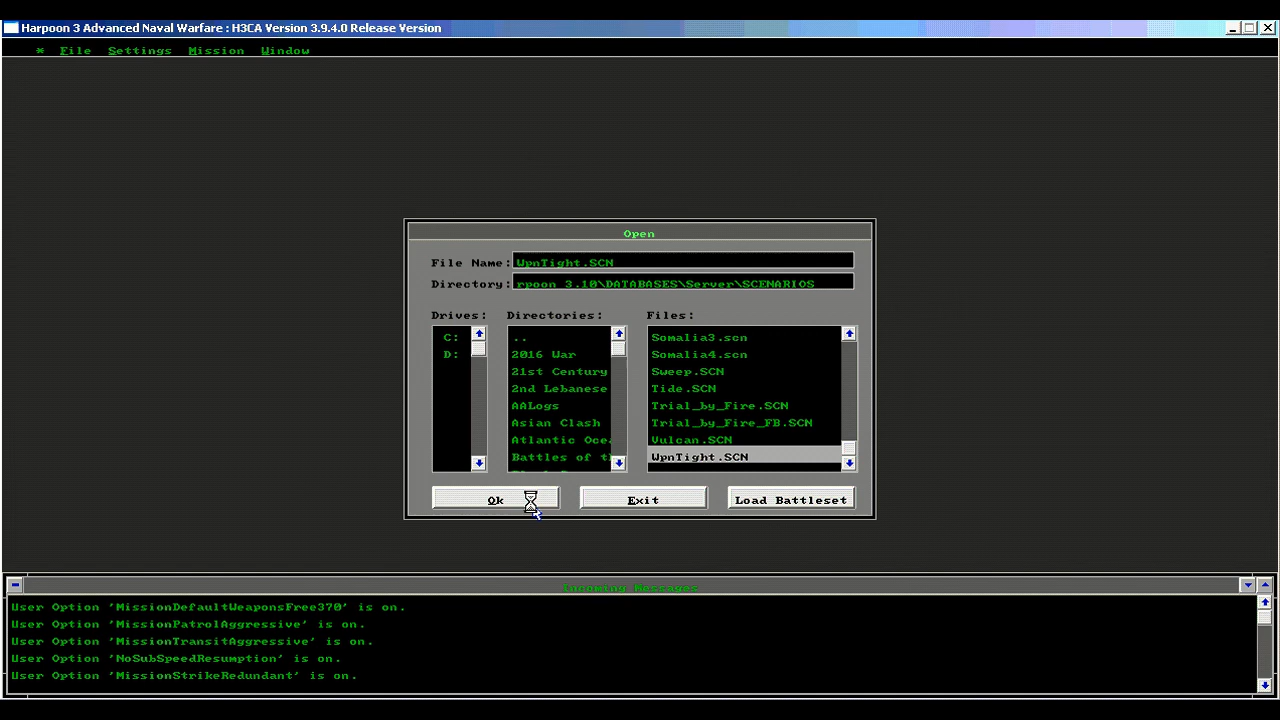 Harpoon 3 Advanced Naval Warfare : H3CA Version 3.9.4.0 Release Version
* File Settings Mission Window
Open
File Name: WpnTight.SCN
Directory: rpoon 3.10\DATABASES\Server\SCENARIOS
Drives: Directories: Files:
C: .. Somalia3.scn
D: 2016 War Somalia4.scn
21st Century Sweep.SCN
2nd Lebanese Tide.SCN
AALogs Trial_by_Fire.SCN
Asian Clash Trial_by_Fire_FB.SCN
Atlantic Oce Vulcan.SCN
Battles of th WpnTight.SCN
Ok Exit Load Battleset
Incoming Messages
User Option 'MissionDefaultWeaponsFree370' is on.
User Option 'MissionPatrolAggressive' is on.
User Option 'MissionTransitAggressive' is on.
User Option 'NoSubSpeedResumption' is on.
User Option 'MissionStrikeRedundant' is on.